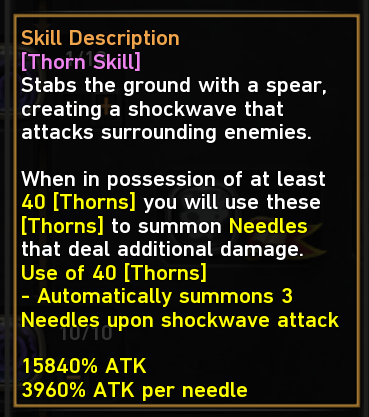 Skill Description
[Thorn Skill]
Stabs the ground with a spear,
creating a shockwave that
attacks surrounding enemies.
When in possession of at least
40 [Thorns] you will use these
[Thorns] to summon Needles
that deal additional damage.
Use of 40 [Thorns]
- Automatically summons 3
Needles upon shockwave attack
10/10
15840% ATK
3960% ATK per needle